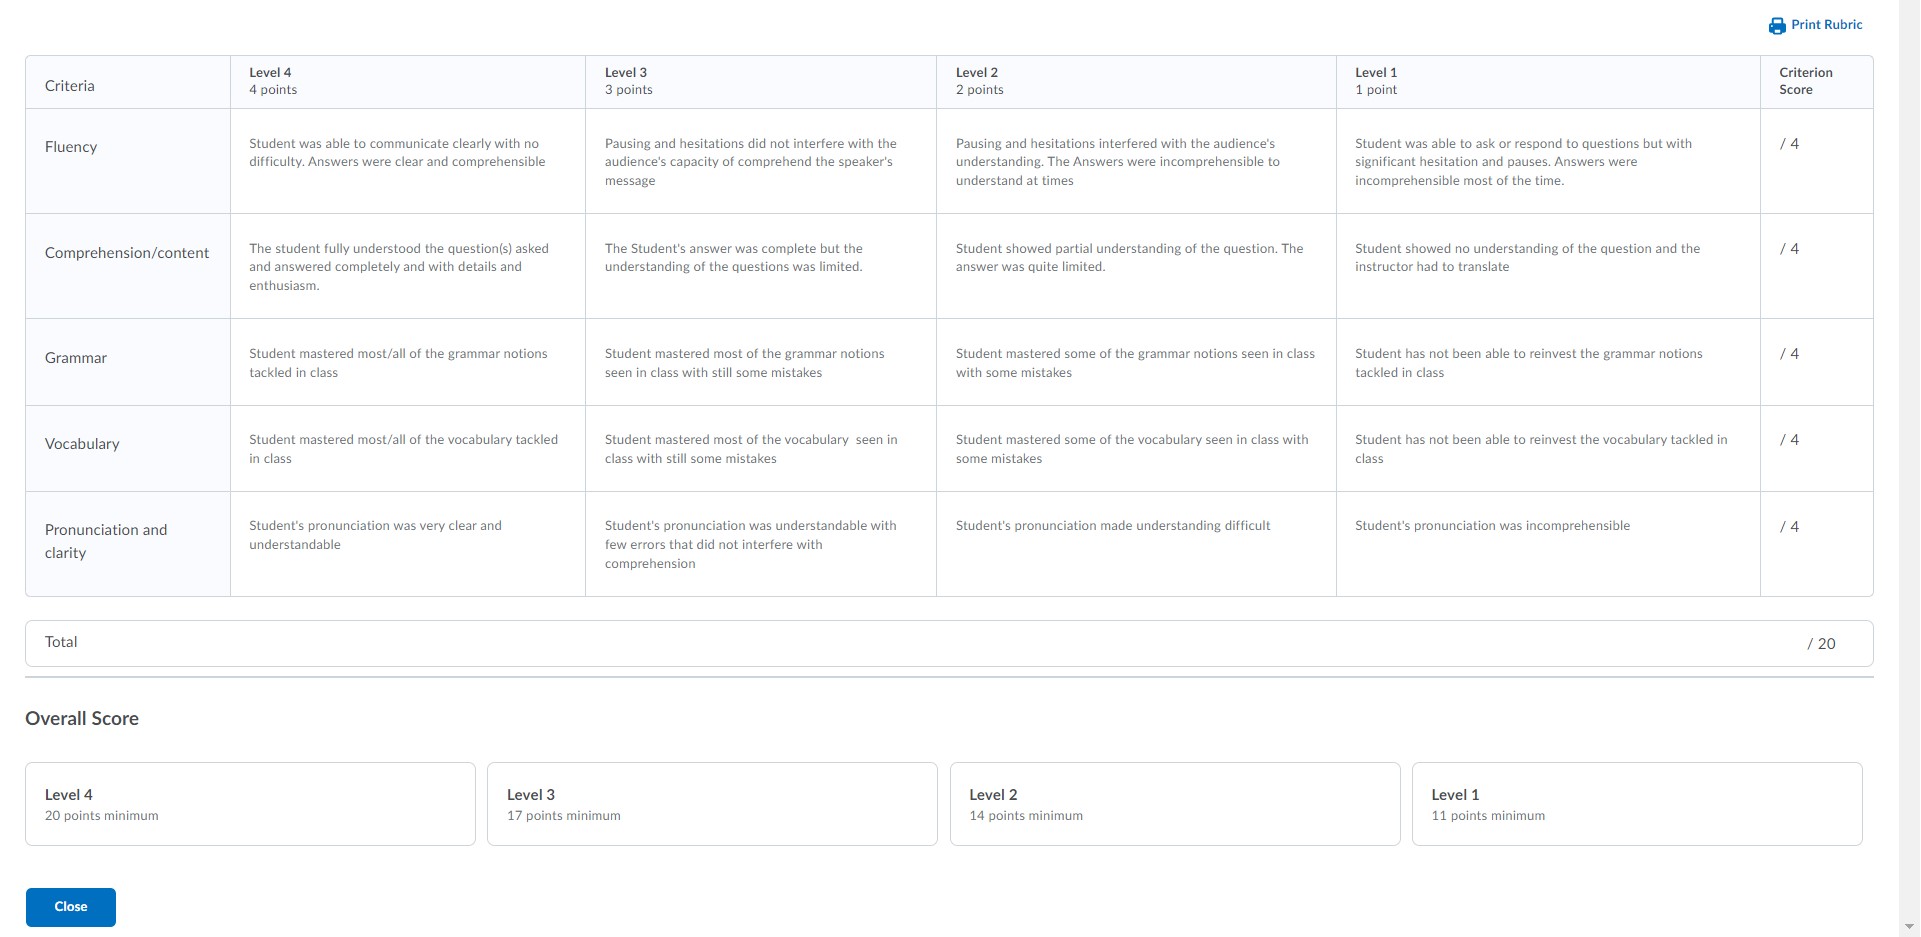 Print Rubric
Criteria
Level 4
4 points
Level 3
3 points
Level 2
2 points
Level 1
1 point
Criterion
Score
Fluency
Student was able to communicate clearly with no
difficulty. Answers were clear and comprehensible
Pausing and hesitations did not interfere with the
audience's capacity of comprehend the speaker's
message
Pausing and hesitations interfered with the audience's
understanding. The Answers were incomprehensible to
understand at times
Student was able to ask or respond to questions but with
significant hesitation and pauses. Answers were
incomprehensible most of the time.
/ 4
Comprehension/content
The student fully understood the question(s) asked
and answered completely and with details and
enthusiasm.
The Student's answer was complete but the
understanding of the questions was limited.
Student showed partial understanding of the question. The
answer was quite limited.
Student showed no understanding of the question and the
instructor had to translate
/ 4
Grammar
Student mastered most/all of the grammar notions
tackled in class
Student mastered most of the grammar notions
seen in class with still some mistakes
Student mastered some of the grammar notions seen in class
with some mistakes
Student has not been able to reinvest the grammar notions
tackled in class
/ 4
Vocabulary
Student mastered most/all of the vocabulary tackled
in class
Student mastered most of the vocabulary  seen in
class with still some mistakes
Student mastered some of the vocabulary seen in class with
some mistakes
Student has not been able to reinvest the vocabulary tackled in
class
/ 4
Pronunciation and
clarity
Student's pronunciation was very clear and
understandable
Student's pronunciation was understandable with
few errors that did not interfere with
comprehension
Student's pronunciation made understanding difficult
Student's pronunciation was incomprehensible
/ 4
Total
/ 20
Overall Score
Level 4
20 points minimum
Level 3
17 points minimum
Level 2
14 points minimum
Level 1
11 points minimum
Close